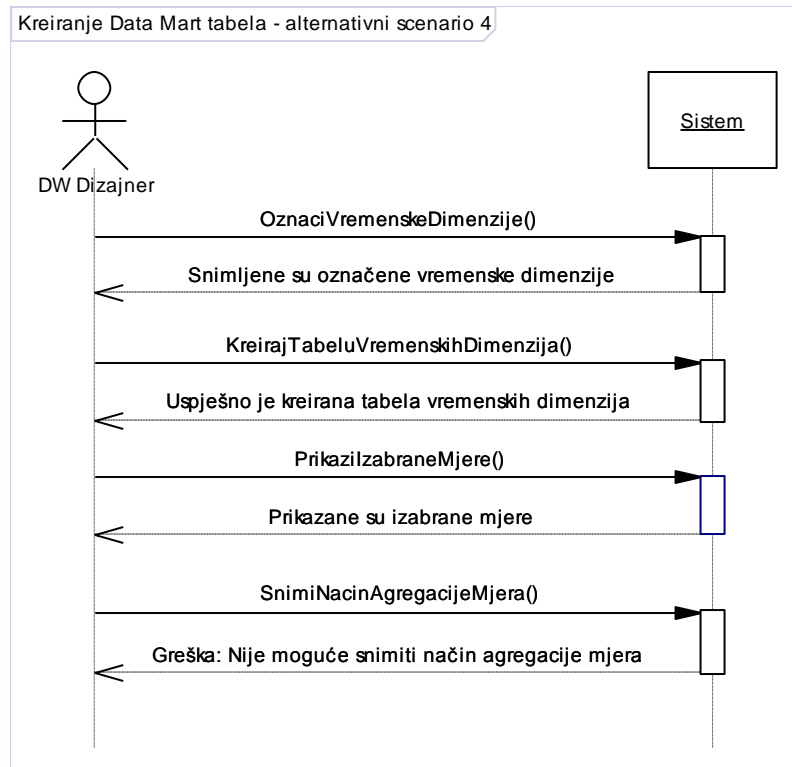 Kreiranje Data Mart tabela - alternativni scenario 4
Sistem
DW Dizajner
OznaciVremenskeDimenzije()
Snimljene su označene vremenske dimenzije
KreirajTabeluVremenskihDimenzija()
Uspješno je kreirana tabela vremenskih dimenzija
PrikaziIzabraneMjere()
Prikazane su izabrane mjere
SnimiNacinAgregacijeMjera()
Greška: Nije moguće snimiti način agregacije mjera